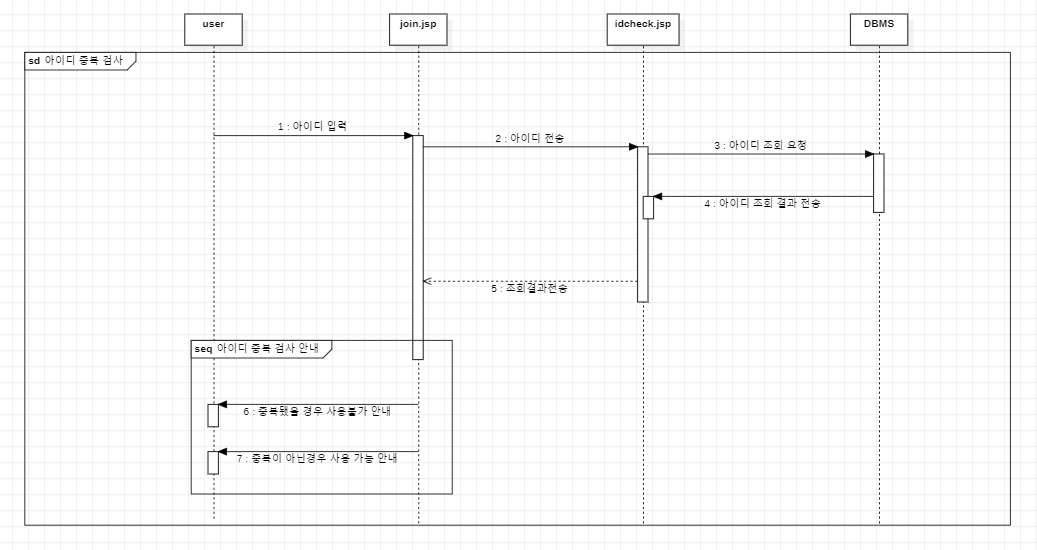 user
join.jsp
idcheck.jsp
DBMS
sd 아이디 중복 검사
1 : 아이디 입력
2 : 아이디 전송
3 : 아이디 조회 요청
4 : 아이디 조회 결과 전송
5 : 조회결과전송
seq 아이디 중복 검사 안내
6 : 중복됐을 경우 사용불가 안내
7 : 중복이 아닌경우 사용 가능 안내